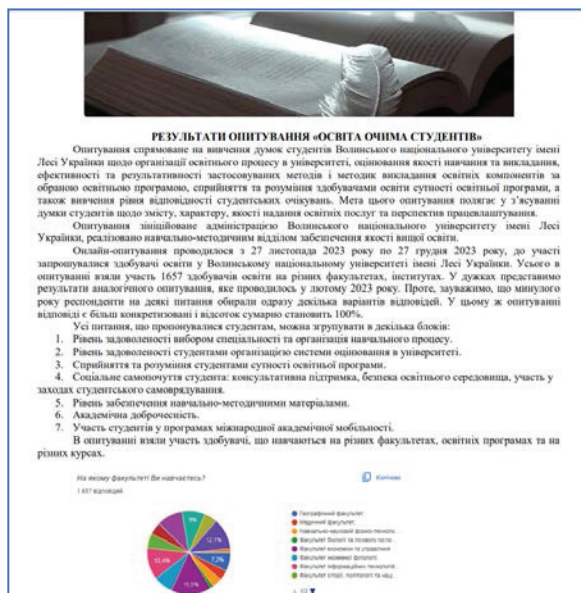 РЕЗУЛЬТАТИ ОПИТУВАННЯ «ОСВІТА ОЧИМА СТУДЕНТІВ»
Опитування спрямоване на вивчення думок студентів Волинського національного університету імені
Лесі Українки щодо організації освітнього процесу в університеті, оцінювання якості навчання та викладання,
ефективності та результативності застосовуваних методів і методик викладання освітніх компонентів за
обраною освітньою програмою, сприйняття та розуміння здобувачами освіти сутності освітньої програми, а
також вивчення рівня відповідності студентських очікувань. Мета цього опитування полягає у з’ясуванні
думки студентів щодо змісту, характеру, якості надання освітніх послуг та перспектив працевлаштування.
Опитування зініційоване адміністрацією Волинського національного університету імені Лесі
Українки, реалізовано навчально-методичним відділом забезпечення якості вищої освіти.
Онлайн-опитування проводилося з 27 листопада 2023 року по 27 грудня 2023 року, до участі
запрошувалися здобувачі освіти у Волинському національному університеті імені Лесі Українки. Усього в
опитуванні взяли участь 1657 здобувачів освіти на різних факультетах, інститутах. У дужках представимо
результати аналогічного опитування, яке проводилось у лютому 2023 року. Проте, зауважимо, що минулого
року респонденти на деякі питання обирали одразу декілька варіантів відповідей. У цьому ж опитуванні
відповіді є більш конкретизовані і відсоток сумарно становить 100%.
Усі питання, що пропонувалися студентам, можна згрупувати в декілька блоків:
1. Рівень задоволеності вибором спеціальності та організація навчального процесу.
2. Рівень задоволеності студентами організацією системи оцінювання в університеті.
3. Сприйняття та розуміння студентами сутності освітньої програми.
4. Соціальне самопочуття студента: консультативна підтримка, безпека освітнього середовища, участь у
заходах студентського самоврядування.
5. Рівень забезпечення навчально-методичними матеріалами.
6. Академічна доброчесність.
7. Участь студентів у програмах міжнародної академічної мобільності.
В опитуванні взяли участь здобувачі, що навчаються на різних факультетах, освітніх програмах та на
різних курсах.
На якому факультеті Ви навчаєтесь?
Копіювати
1 657 відповідей
9%
12,1%
7,2%
15,5%
12,4%
Географічний факультет
Медичний факультет
Навчально-науковий фізико-техноло...
Факультет біології та лісового госпо...
Факультет економіки та управління
Факультет іноземної філології
Факультет інформаційних технологій...
Факультет історії, політології та наці...
1/2